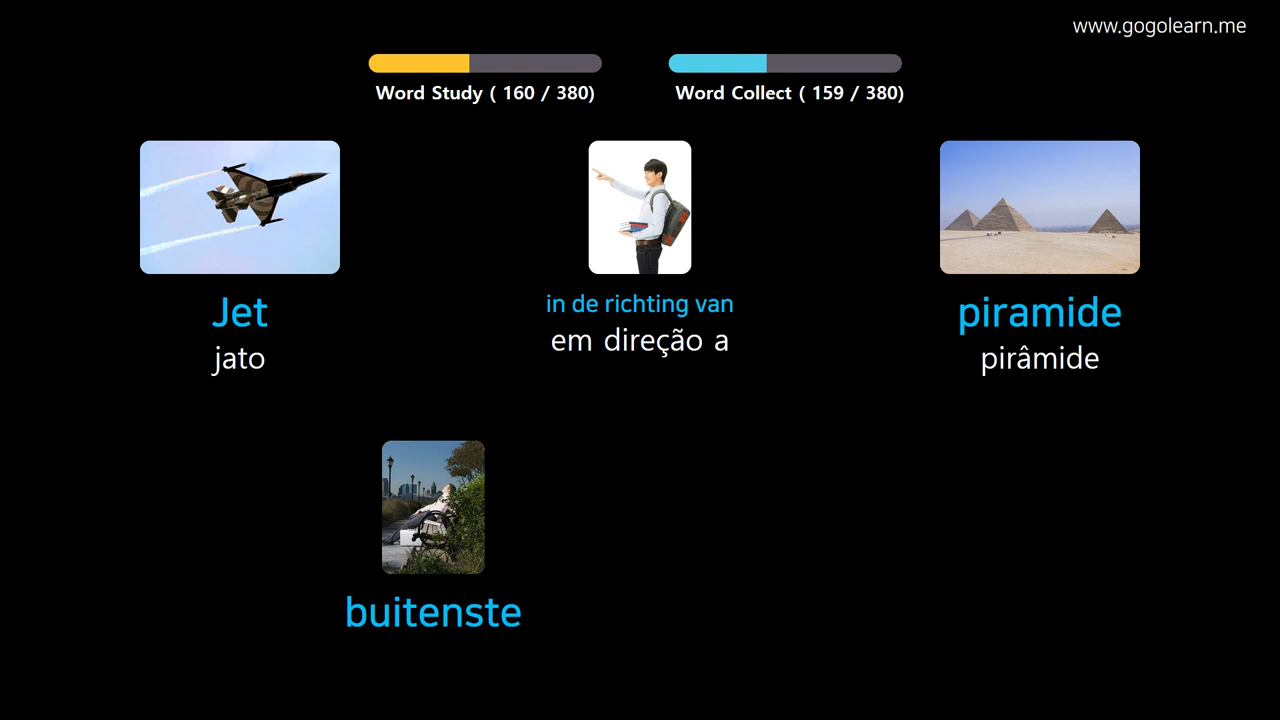 www.gogolearn.me
Word Study ( 160 / 380)
Word Collect ( 159 / 380)
Jet
jato
in de richting van
em direção a
piramide
pirâmide
buitenste